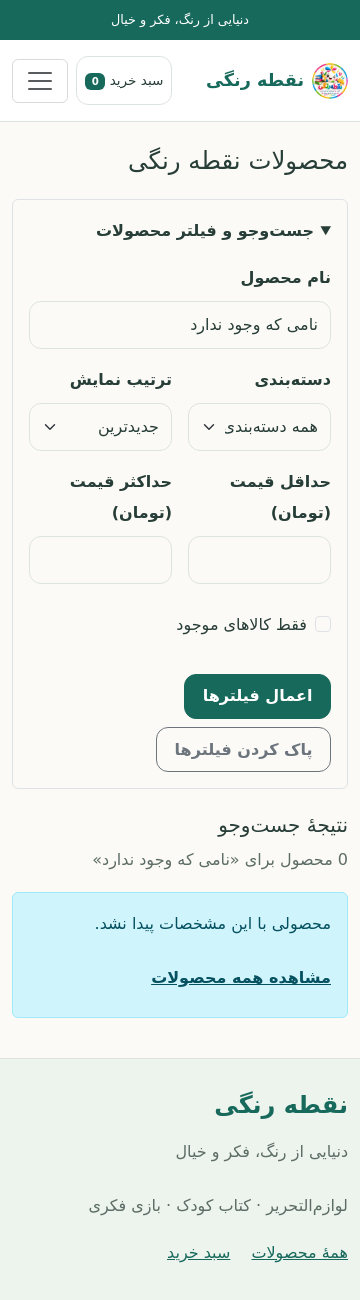 دنیایی از رنگ، فکر و خیال
نقطه رنگی
سبد خرید 0
محصولات نقطه رنگی
▼ جست‌وجو و فیلتر محصولات
نام محصول
نامی که وجود ندارد
دسته‌بندی ترتیب نمایش
همه دسته‌بندی جدیدترین
حداقل قیمت (تومان) حداکثر قیمت (تومان)
فقط کالاهای موجود
اعمال فیلترها
پاک کردن فیلترها
نتیجهٔ جست‌وجو
0 محصول برای «نامی که وجود ندارد»
محصولی با این مشخصات پیدا نشد.
مشاهده همه محصولات
نقطه رنگی
دنیایی از رنگ، فکر و خیال
لوازم‌التحریر · کتاب کودک · بازی فکری
همهٔ محصولات سبد خرید